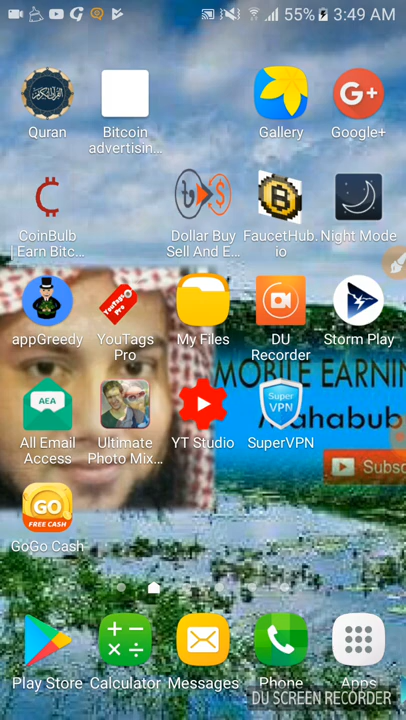 55% 3:49 AM
Quran
Bitcoin
advertisin...
Gallery
Google+
CoinBulb
| Earn Bitc...
Dollar Buy
Sell And E...
FaucetHub.
io
Night Mode
appGreedy
YouTags
Pro
YouTags
Pro
My Files
DU
Recorder
Storm Play
MOBILE EARNIN
AEA
All Email
Access
Ultimate
Photo Mix...
YT Studio
Super
VPN
SuperVPN
ahabub
Subsc
GO
FREE CASH
GoGo Cash
Play Store
Calculator
Messages
Phone
Apps
DU SCREEN RECORDER